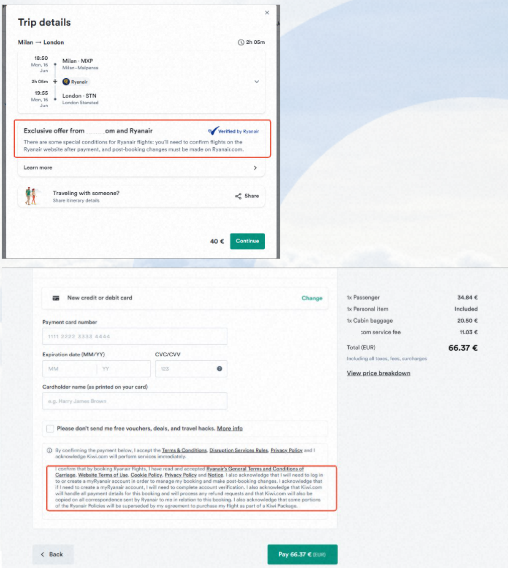 Trip details
Milan → London
2h 05m
18:50
Milan · MXP
Mon, 16
Milan - Malpensa
Jun
2h 05m
Ryanair
19:55
London · STN
Mon, 16
London Stansted
Jun
Exclusive offer from om and Ryanair
Verified by Ryanair
There are some special conditions for Ryanair flights: you'll need to confirm flights on the
Ryanair website after payment, and post-booking changes must be made on Ryanair.com.
Learn more
Traveling with someone?
Share itinerary details
Share
40 €
Continue
New credit or debit card
Change
Payment card number
1111 2222 3333 4444
Expiration date (MM/YY)
CVC/CVV
MM
YY
123
Cardholder name (as printed on your card)
e.g. Harry James Brown
Please don't send me free vouchers, deals, and travel hacks. More info
By confirming the payment below, I accept the Terms & Conditions, Disruption Services Rules, Privacy Policy and I
acknowledge Kiwi.com will perform services immediately.
I confirm that by booking Ryanair flights, I have read and accepted Ryanair's General Terms and Conditions of
Carriage, Website Terms of Use, Cookie Policy, Privacy Policy and Notice. I also acknowledge that I will need to log in
to or create a myRyanair account in order to manage my booking and make post-booking changes. I acknowledge that
if I need to create a myRyanair account, I will need to complete account verification. I also acknowledge that Kiwi.com
will handle all payment details for this booking and will process any refund requests and that Kiwi.com will also be
copied on all correspondence sent by Ryanair to me in relation to this booking. I also acknowledge that some portions
of the Ryanair Policies will be superseded by my agreement to purchase my flight as part of a Kiwi Package.
Back
Pay 66.37 € (EUR)
1x Passenger
34.84 €
1x Personal item
Included
1x Cabin baggage
20.50 €
com service fee
11.03 €
Total (EUR)
66.37 €
Including all taxes, fees, surcharges
View price breakdown